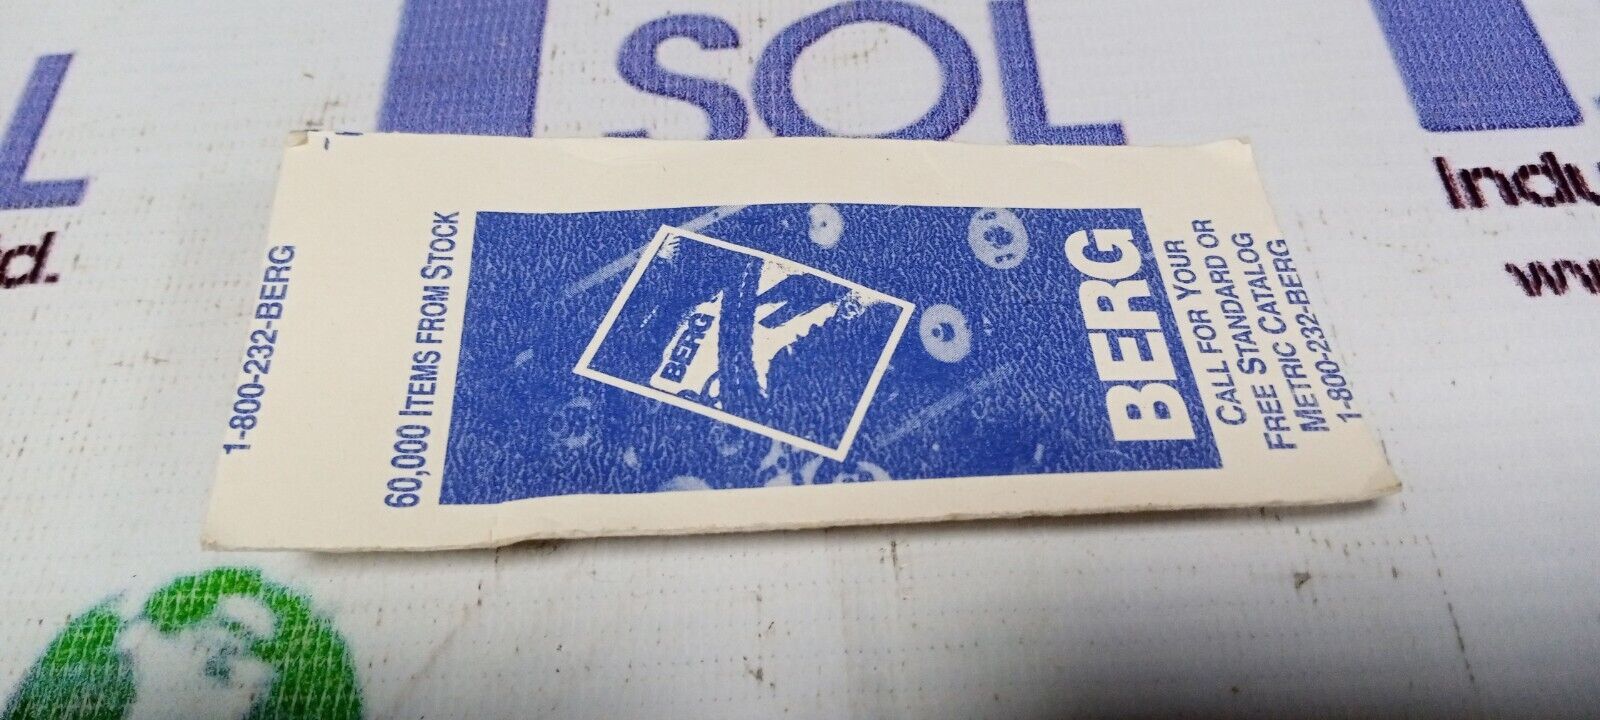 SOL
L
d.
Indu
ww
1-800-232-BERG
60,000 ITEMS FROM STOCK
BERG
BERG
CALL FOR YOUR
FREE STANDARD OR
METRIC CATALOG
1-800-232-BERG